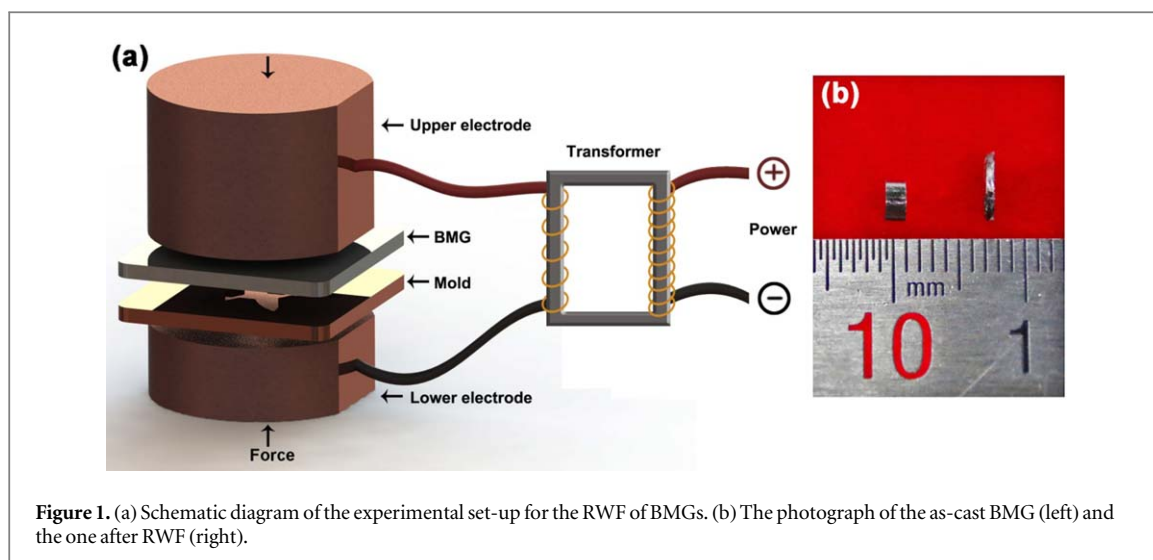 (a)
↓
← Upper electrode
Transformer
+
← BMG
Power
← Mold
−
← Lower electrode
↑
Force
(b)
mm
10 1
Figure 1. (a) Schematic diagram of the experimental set-up for the RWF of BMGs. (b) The photograph of the as-cast BMG (left) and
the one after RWF (right).